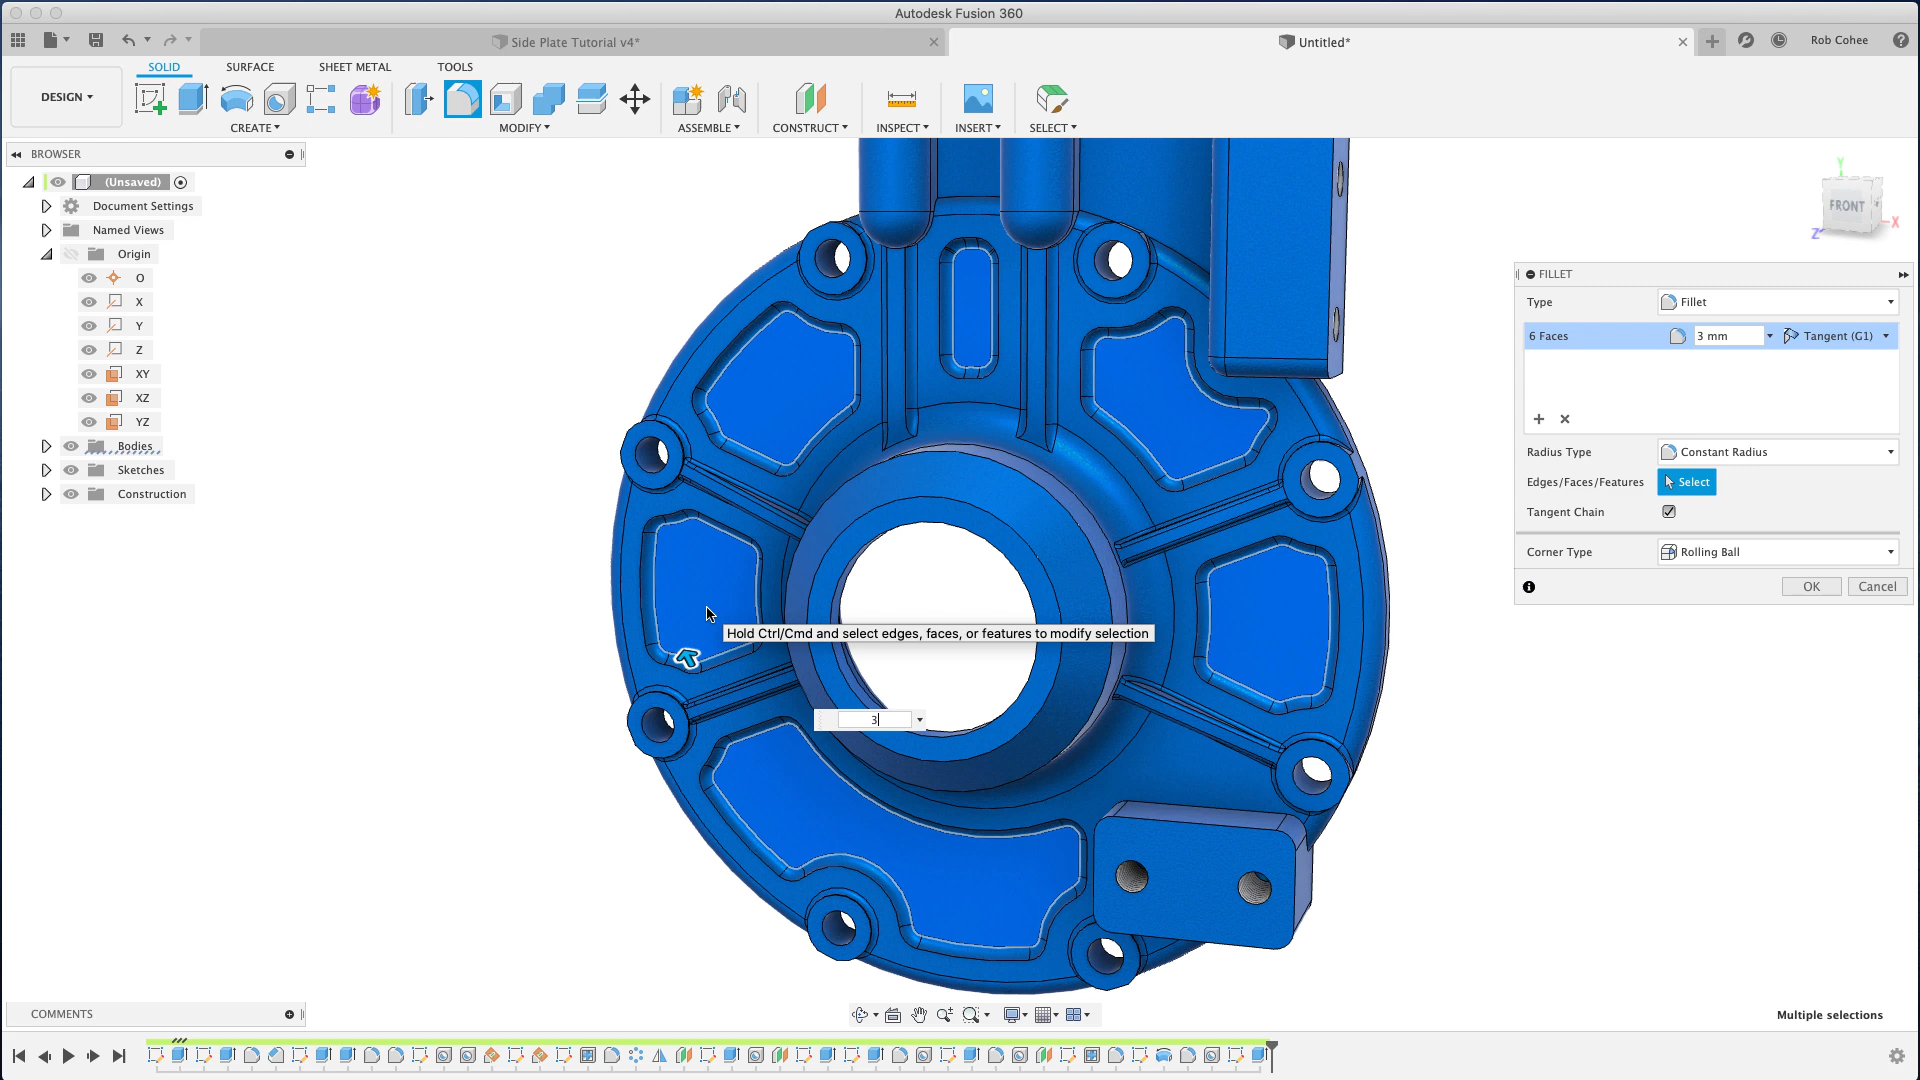 Autodesk Fusion 360
Side Plate Tutorial v4*
Untitled*
Rob Cohee
DESIGN
SOLID
SURFACE
SHEET METAL
TOOLS
CREATE
MODIFY
ASSEMBLE
CONSTRUCT
INSPECT
INSERT
SELECT
BROWSER
(Unsaved)
Document Settings
Named Views
Origin
O
X
Y
Z
XY
XZ
YZ
Bodies
Sketches
Construction
Y
FRONT
X
Z
FILLET
Type
Fillet
6 Faces
3 mm
Tangent (G1)
Radius Type
Constant Radius
Edges/Faces/Features
Select
Tangent Chain
Corner Type
Rolling Ball
OK
Cancel
Hold Ctrl/Cmd and select edges, faces, or features to modify selection
3
COMMENTS
Multiple selections